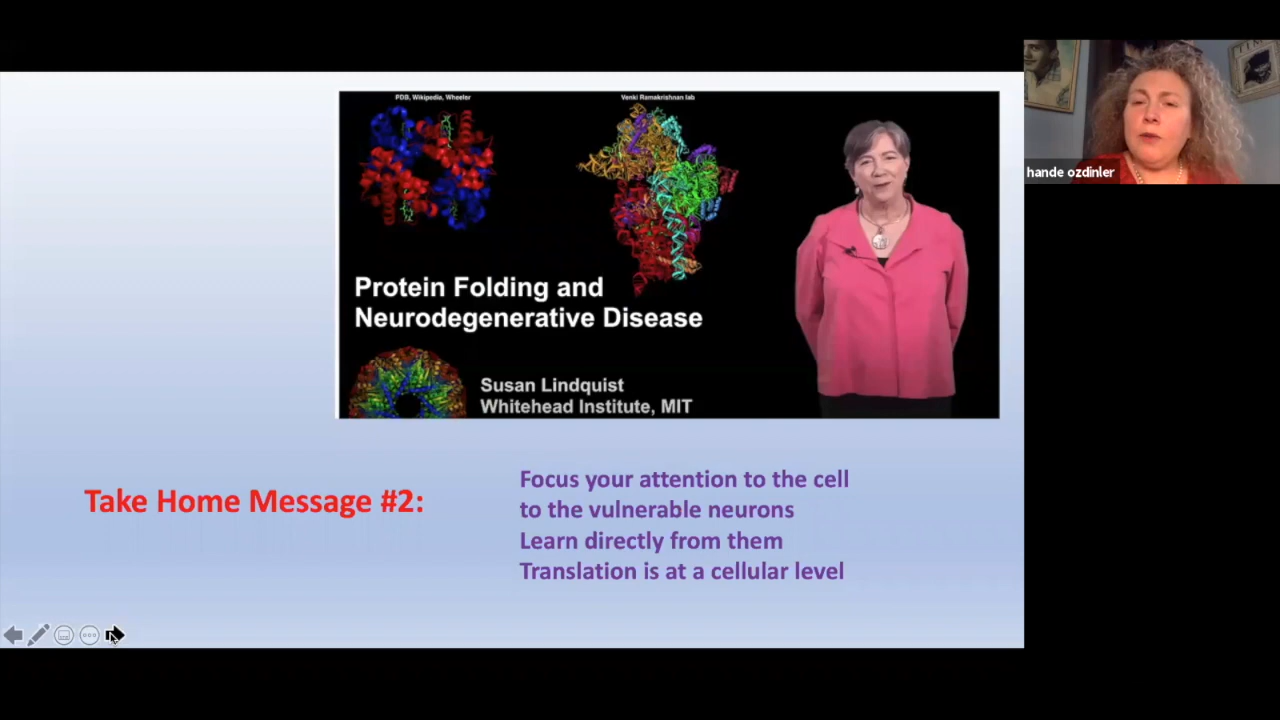 PDB, Wikipedia, Wheeler
Venki Ramakrishnan lab
Protein Folding and
Neurodegenerative Disease
Susan Lindquist
Whitehead Institute, MIT
hande ozdinler
Take Home Message #2:
Focus your attention to the cell
to the vulnerable neurons
Learn directly from them
Translation is at a cellular level